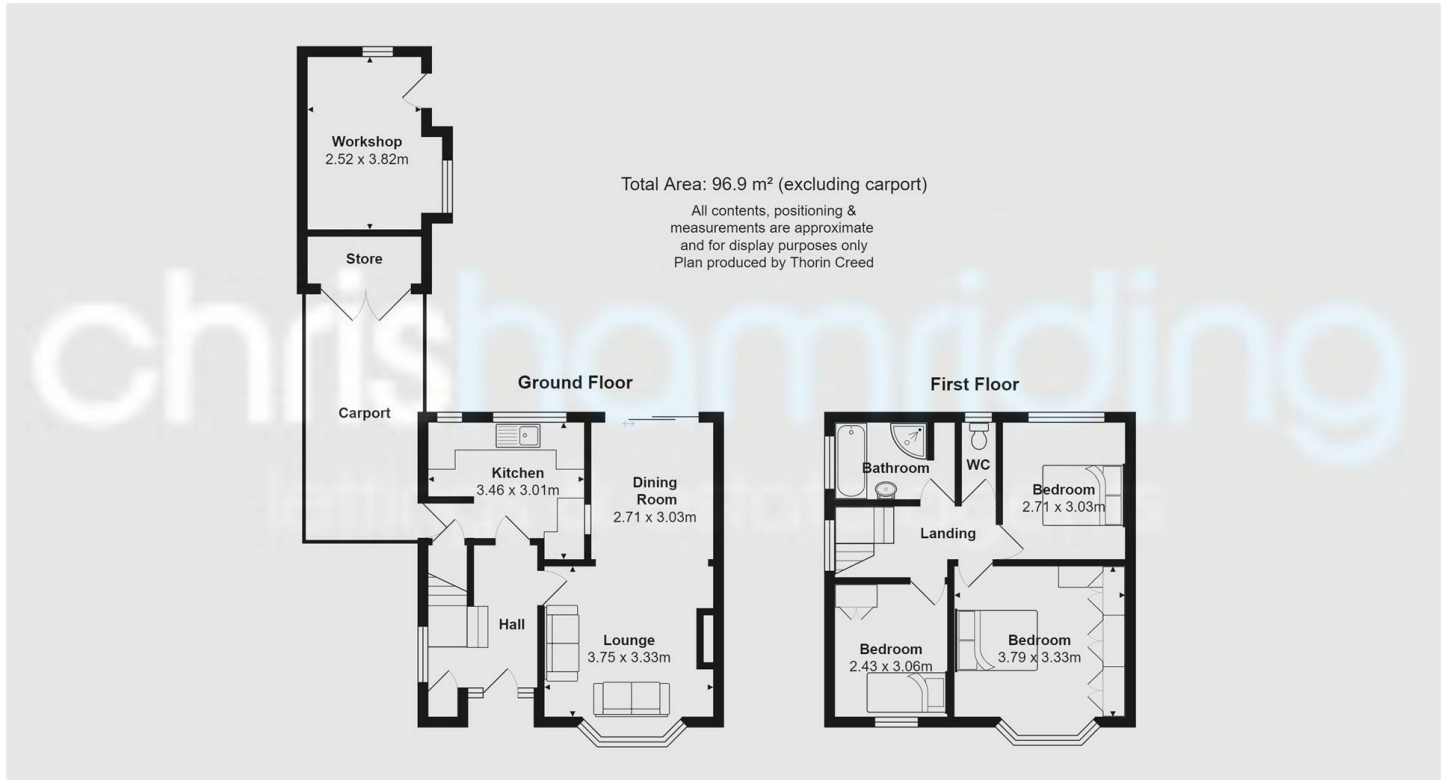 Workshop
2.52 x 3.82m
Total Area: 96.9 m² (excluding carport)
All contents, positioning &
measurements are approximate
and for display purposes only
Plan produced by Thorin Creed
Store
chrishamriding
Ground Floor
First Floor
Carport
Kitchen
3.46 x 3.01m
Dining
Room
2.71 x 3.03m
Bathroom
WC
Bedroom
2.71 x 3.03m
Landing
Hall
Lounge
3.75 x 3.33m
Bedroom
2.43 x 3.06m
Bedroom
3.79 x 3.33m